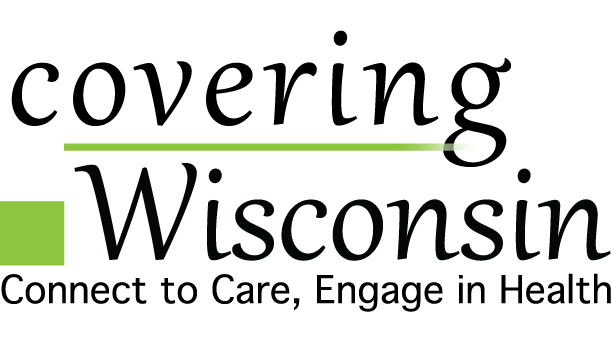 covering
Wisconsin
Connect to Care, Engage in Health